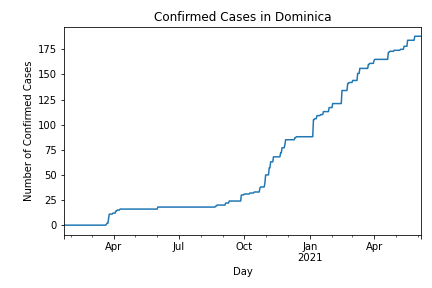 Confirmed Cases in Dominica
Number of Confirmed Cases
175
150
125
100
75
50
25
0
Apr
Jul
Oct
Jan
2021
Apr
Day